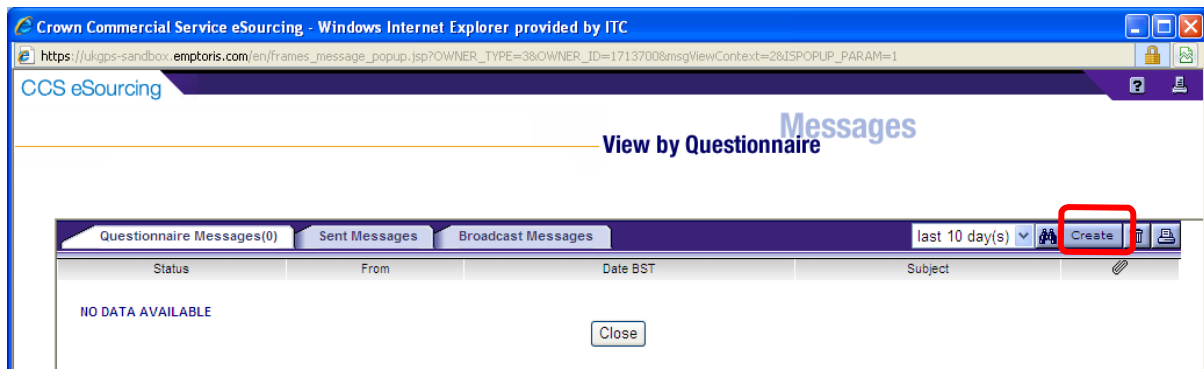 Crown Commercial Service eSourcing - Windows Internet Explorer provided by ITC
https://ukgps-sandbox.emptoris.com/en/frames_message_popup.jsp?OWNER_TYPE=3&OWNER_ID=1713700&msgViewContext=2&ISPOPUP_PARAM=1
CCS eSourcing
Messages
View by Questionnaire
Questionnaire Messages(0) Sent Messages Broadcast Messages last 10 day(s) Create
Status From Date BST Subject
NO DATA AVAILABLE
Close